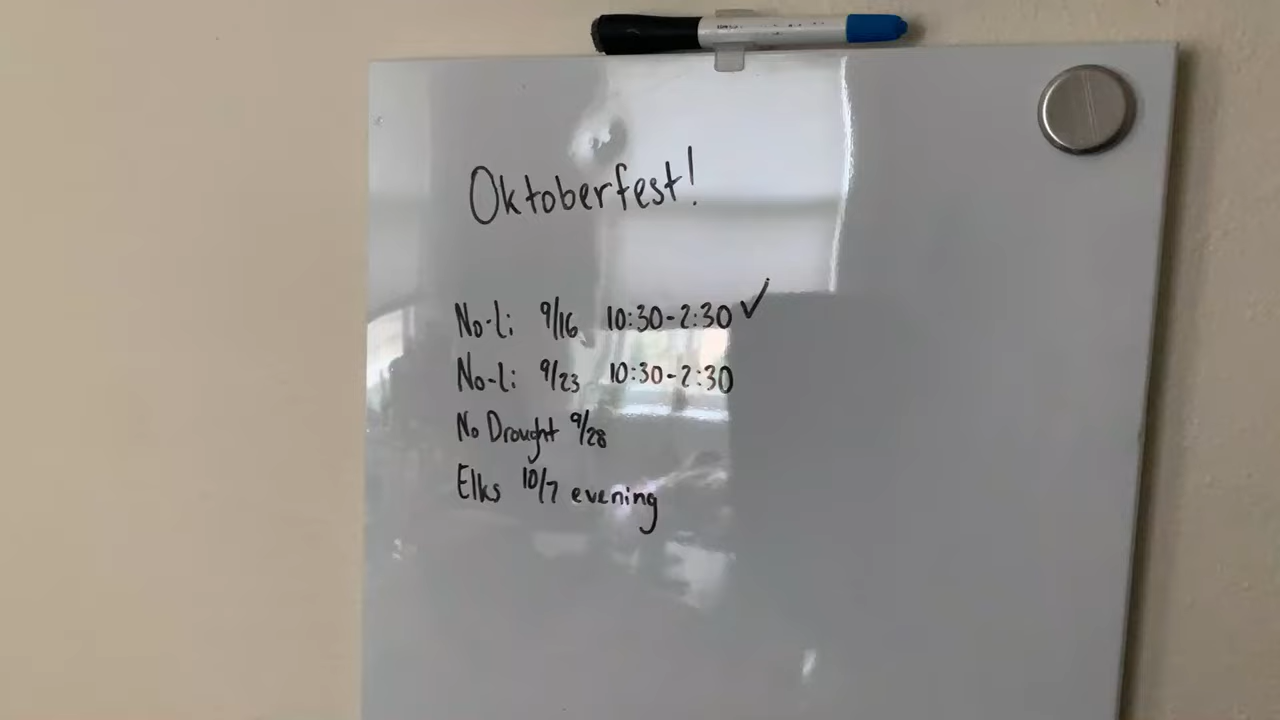 Oktoberfest!
No-Li 9/16 10:30-2:30 ✓
No-Li 9/23 10:30-2:30
No Drought 9/28
Elks 10/7 evening